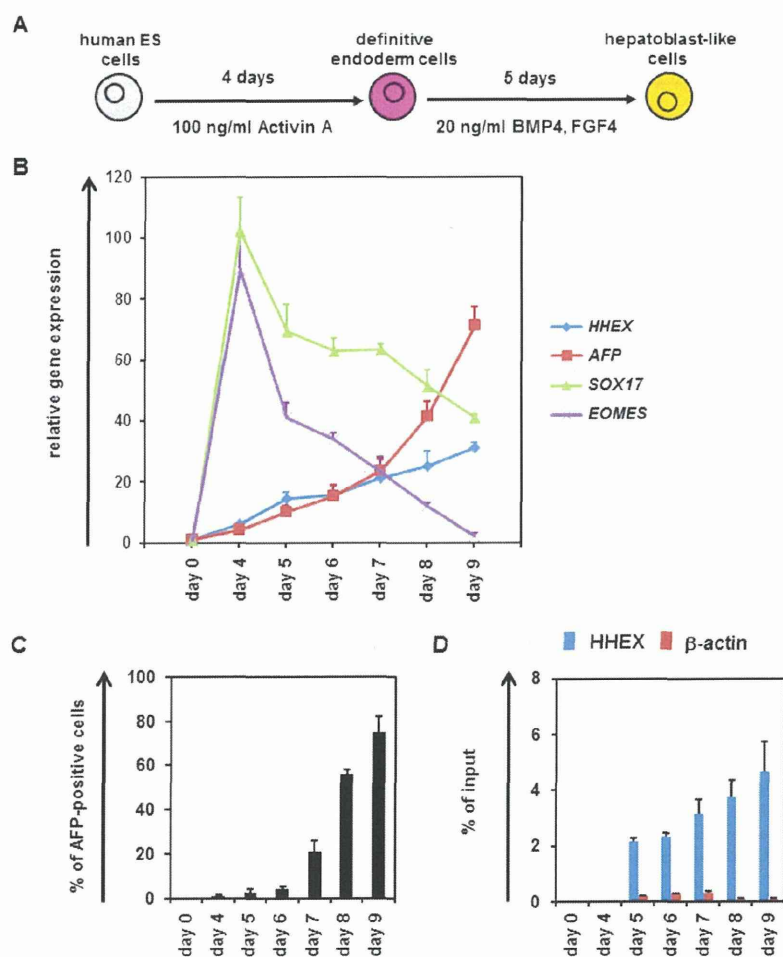 A
human ES
cells
4 days
100 ng/ml Activin A
definitive
endoderm cells
5 days
20 ng/ml BMP4, FGF4
hepatoblast-like
cells
B
relative gene expression
120
100
80
60
40
20
0
day 0
day 4
day 5
day 6
day 7
day 8
day 9
HHEX
AFP
SOX17
EOMES
C
% of AFP-positive cells
100
80
60
40
20
0
day 0
day 4
day 5
day 6
day 7
day 8
day 9
D
HHEX
β-actin
% of input
8
6
4
2
0
day 0
day 4
day 5
day 6
day 7
day 8
day 9